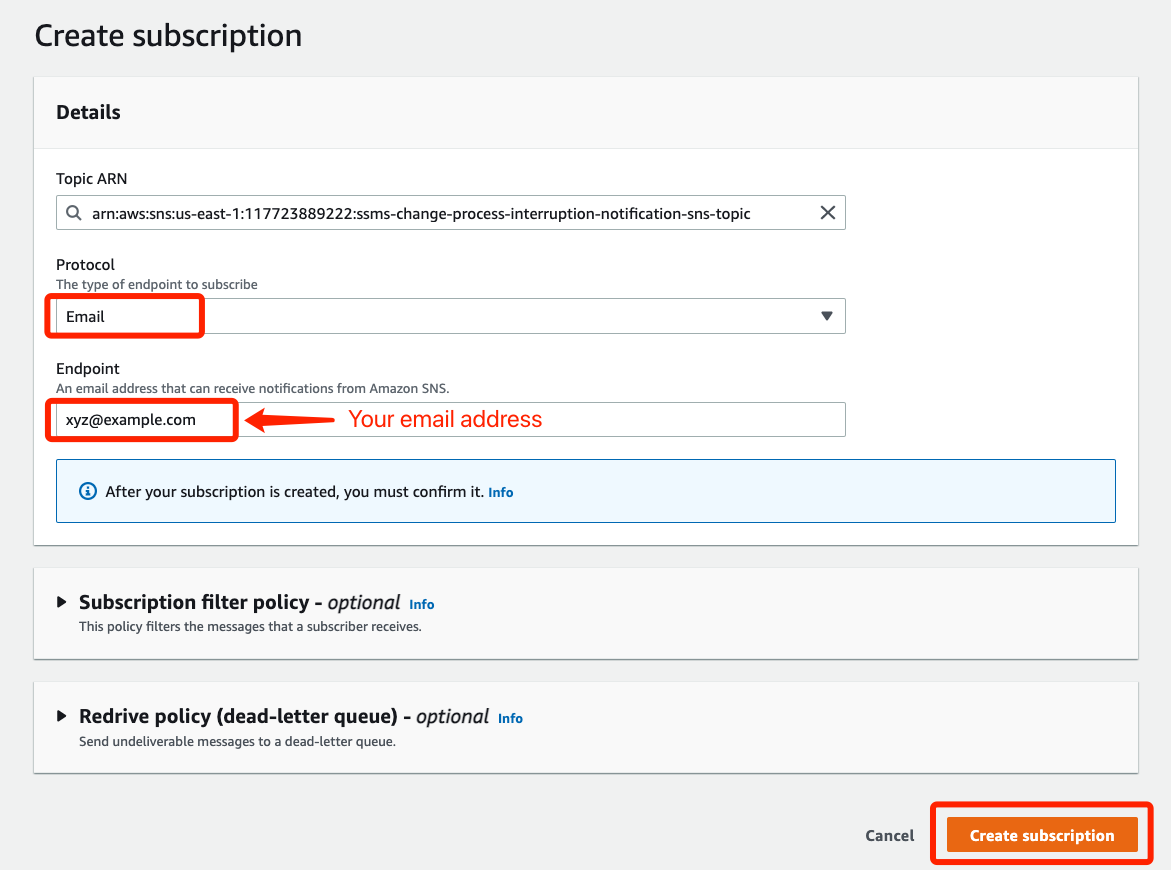 Create subscription
Details
Topic ARN
arn:aws:sns:us-east-1:117723889222:ssms-change-process-interruption-notification-sns-topic
Protocol
The type of endpoint to subscribe
Email
Endpoint
An email address that can receive notifications from Amazon SNS.
xyz@example.com Your email address
After your subscription is created, you must confirm it. Info
Subscription filter policy - optional Info
This policy filters the messages that a subscriber receives.
Redrive policy (dead-letter queue) - optional Info
Send undeliverable messages to a dead-letter queue.
Cancel Create subscription